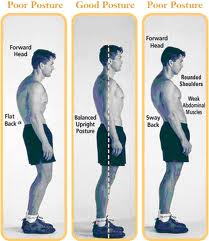 Poor Posture
Good Posture
Poor Posture
Forward
Head
Flat
Back
Balanced
Upright
Posture
Forward
Head
Rounded
Shoulders
Weak
Abdominal
Muscles
Sway
Back